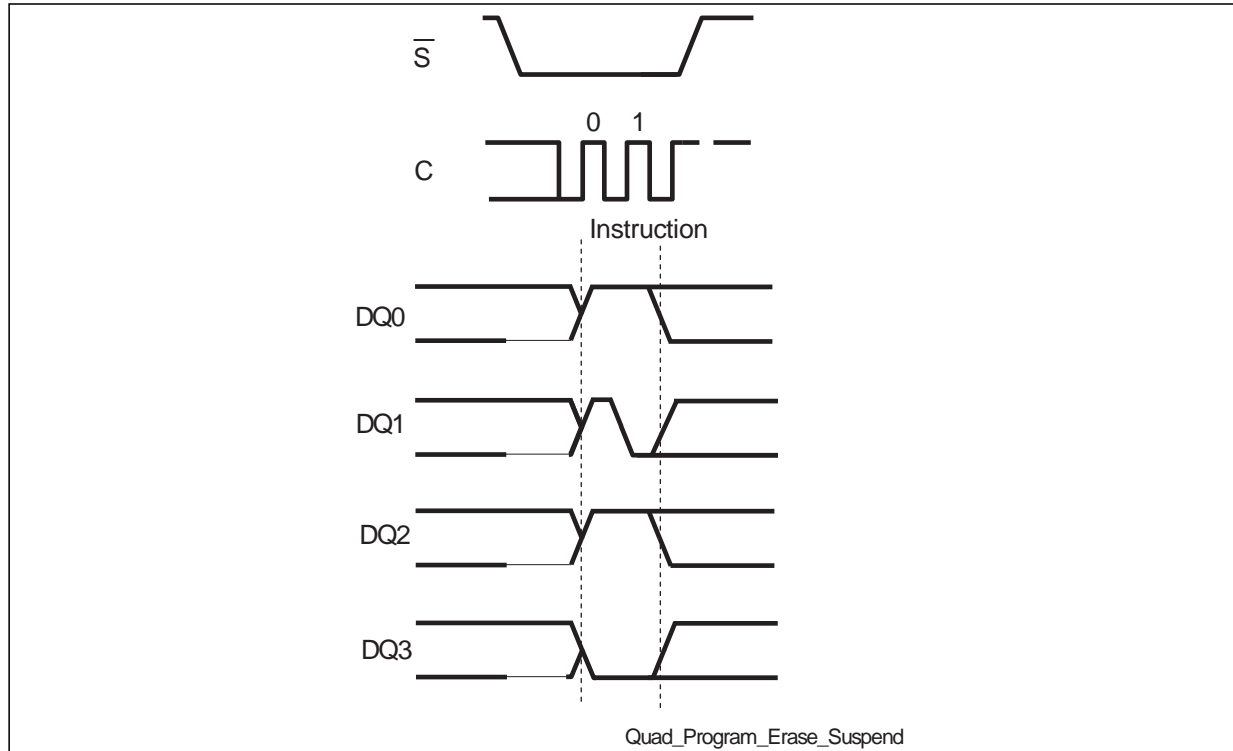 S
0 1
C
Instruction
DQ0
DQ1
DQ2
DQ3
Quad_Program_Erase_Suspend